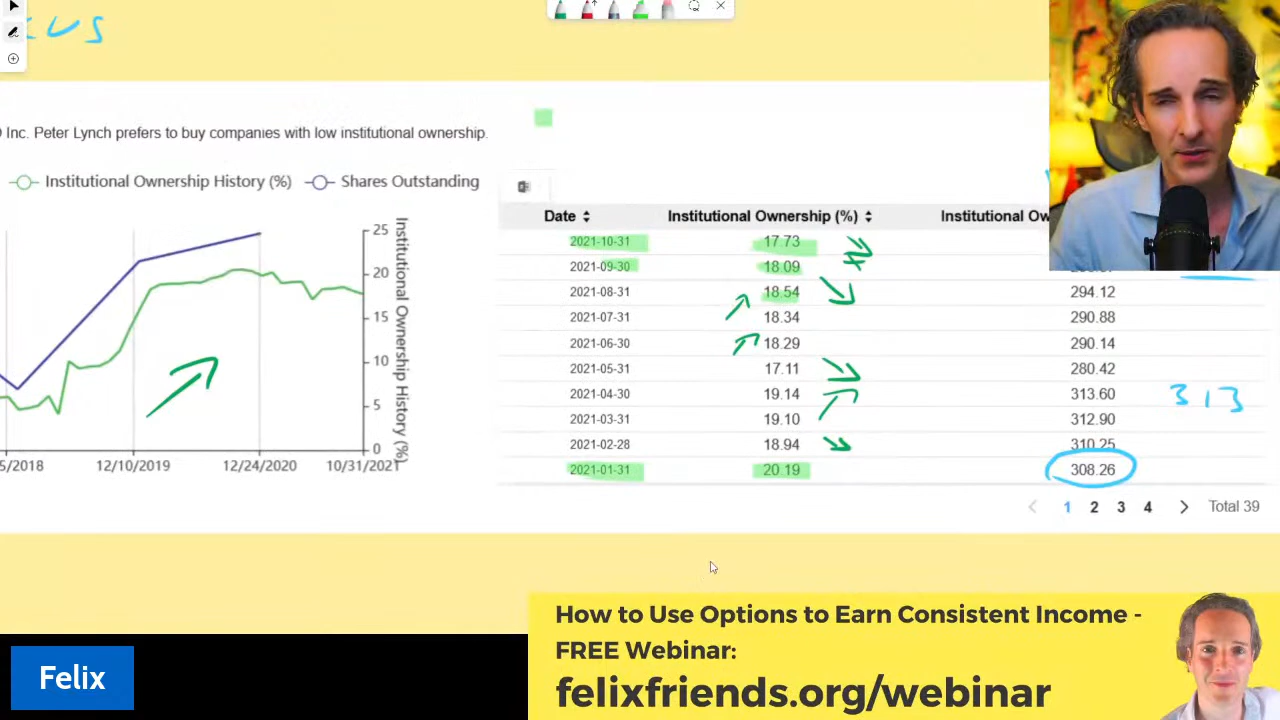 O Inc. Peter Lynch prefers to buy companies with low institutional ownership.
Institutional Ownership History (%) Shares Outstanding
25
20
15
10
5
0
Institutional Ownership History (%)
5/2018 12/10/2019 12/24/2020 10/31/2021
Date Institutional Ownership (%) Institutional Ow
2021-10-31 17.73
2021-09-30 18.09
2021-08-31 18.54 294.12
2021-07-31 18.34 290.88
2021-06-30 18.29 290.14
2021-05-31 17.11 280.42
2021-04-30 19.14 313.60
313
2021-03-31 19.10 312.90
2021-02-28 18.94 310.25
2021-01-31 20.19 308.26
1 2 3 4 Total 39
How to Use Options to Earn Consistent Income -
FREE Webinar:
felixfriends.org/webinar
Felix